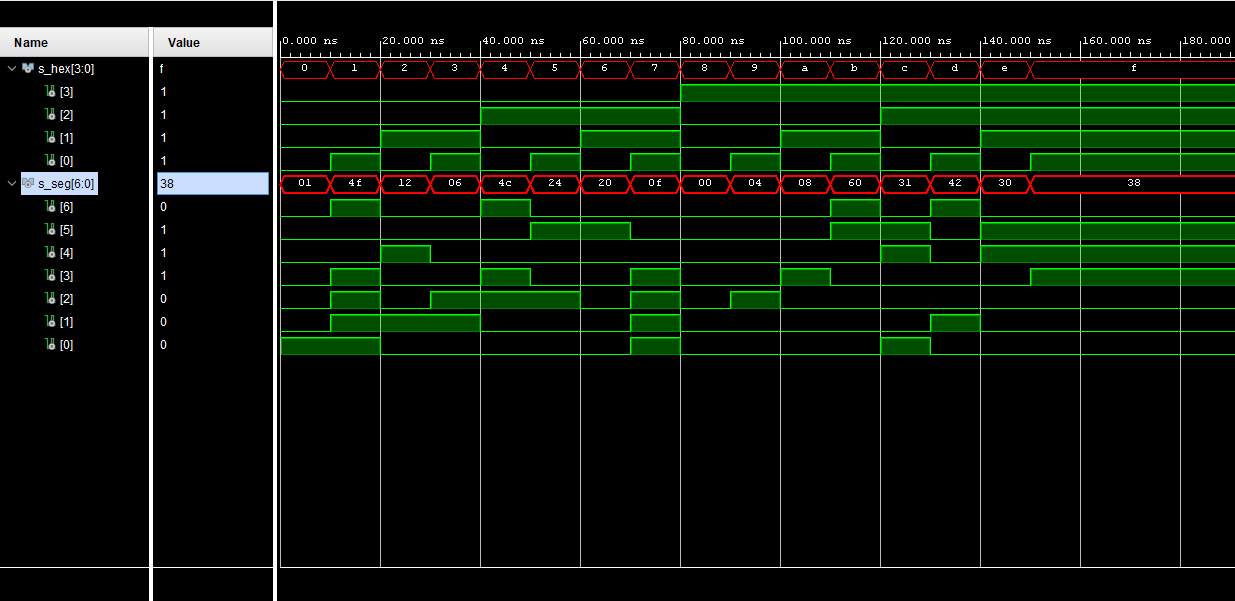 Name Value
0.000 ns 20.000 ns 40.000 ns 60.000 ns 80.000 ns 100.000 ns 120.000 ns 140.000 ns 160.000 ns 180.000
s_hex[3:0] f 0 1 2 3 4 5 6 7 8 9 a b c d e f
[3] 1
[2] 1
[1] 1
[0] 1
s_seg[6:0] 38 01 4f 12 06 4c 24 20 0f 00 04 08 60 31 42 30 38
[6] 0
[5] 1
[4] 1
[3] 1
[2] 0
[1] 0
[0] 0